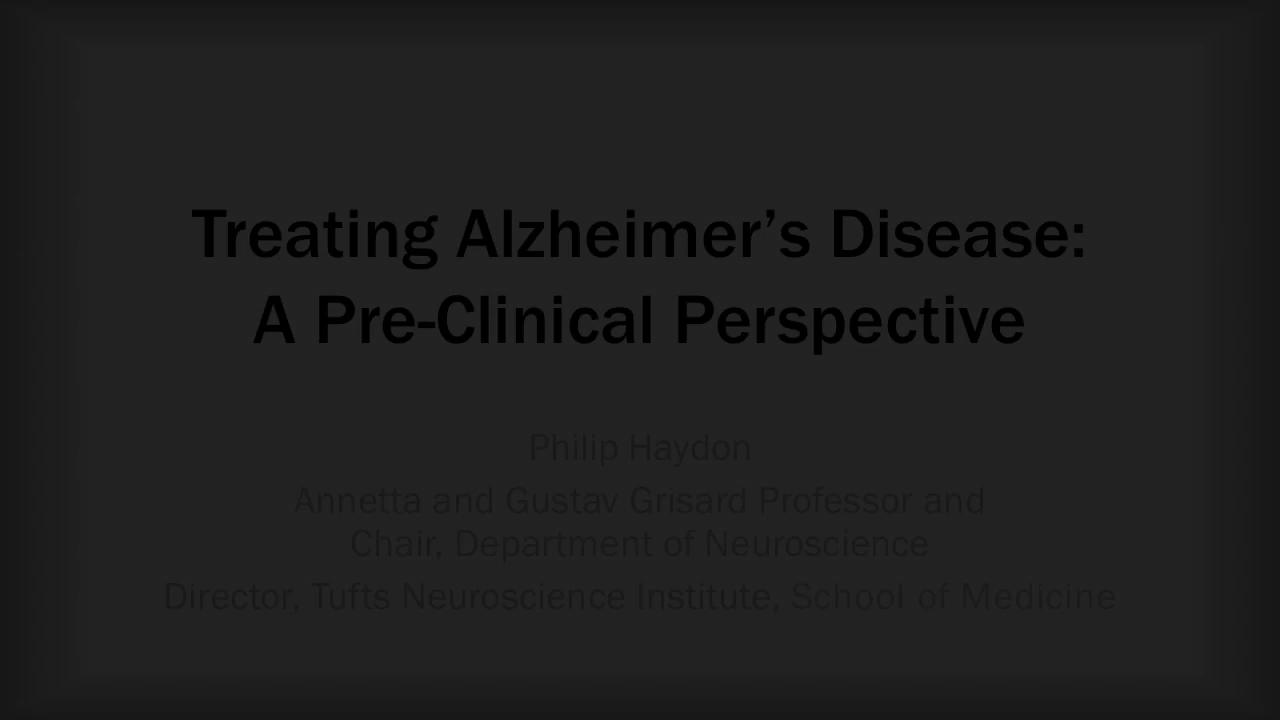 Treating Alzheimer’s Disease:
A Pre-Clinical Perspective
Philip Haydon
Annetta and Gustav Grisard Professor and
Chair, Department of Neuroscience
Director, Tufts Neuroscience Institute, School of Medicine